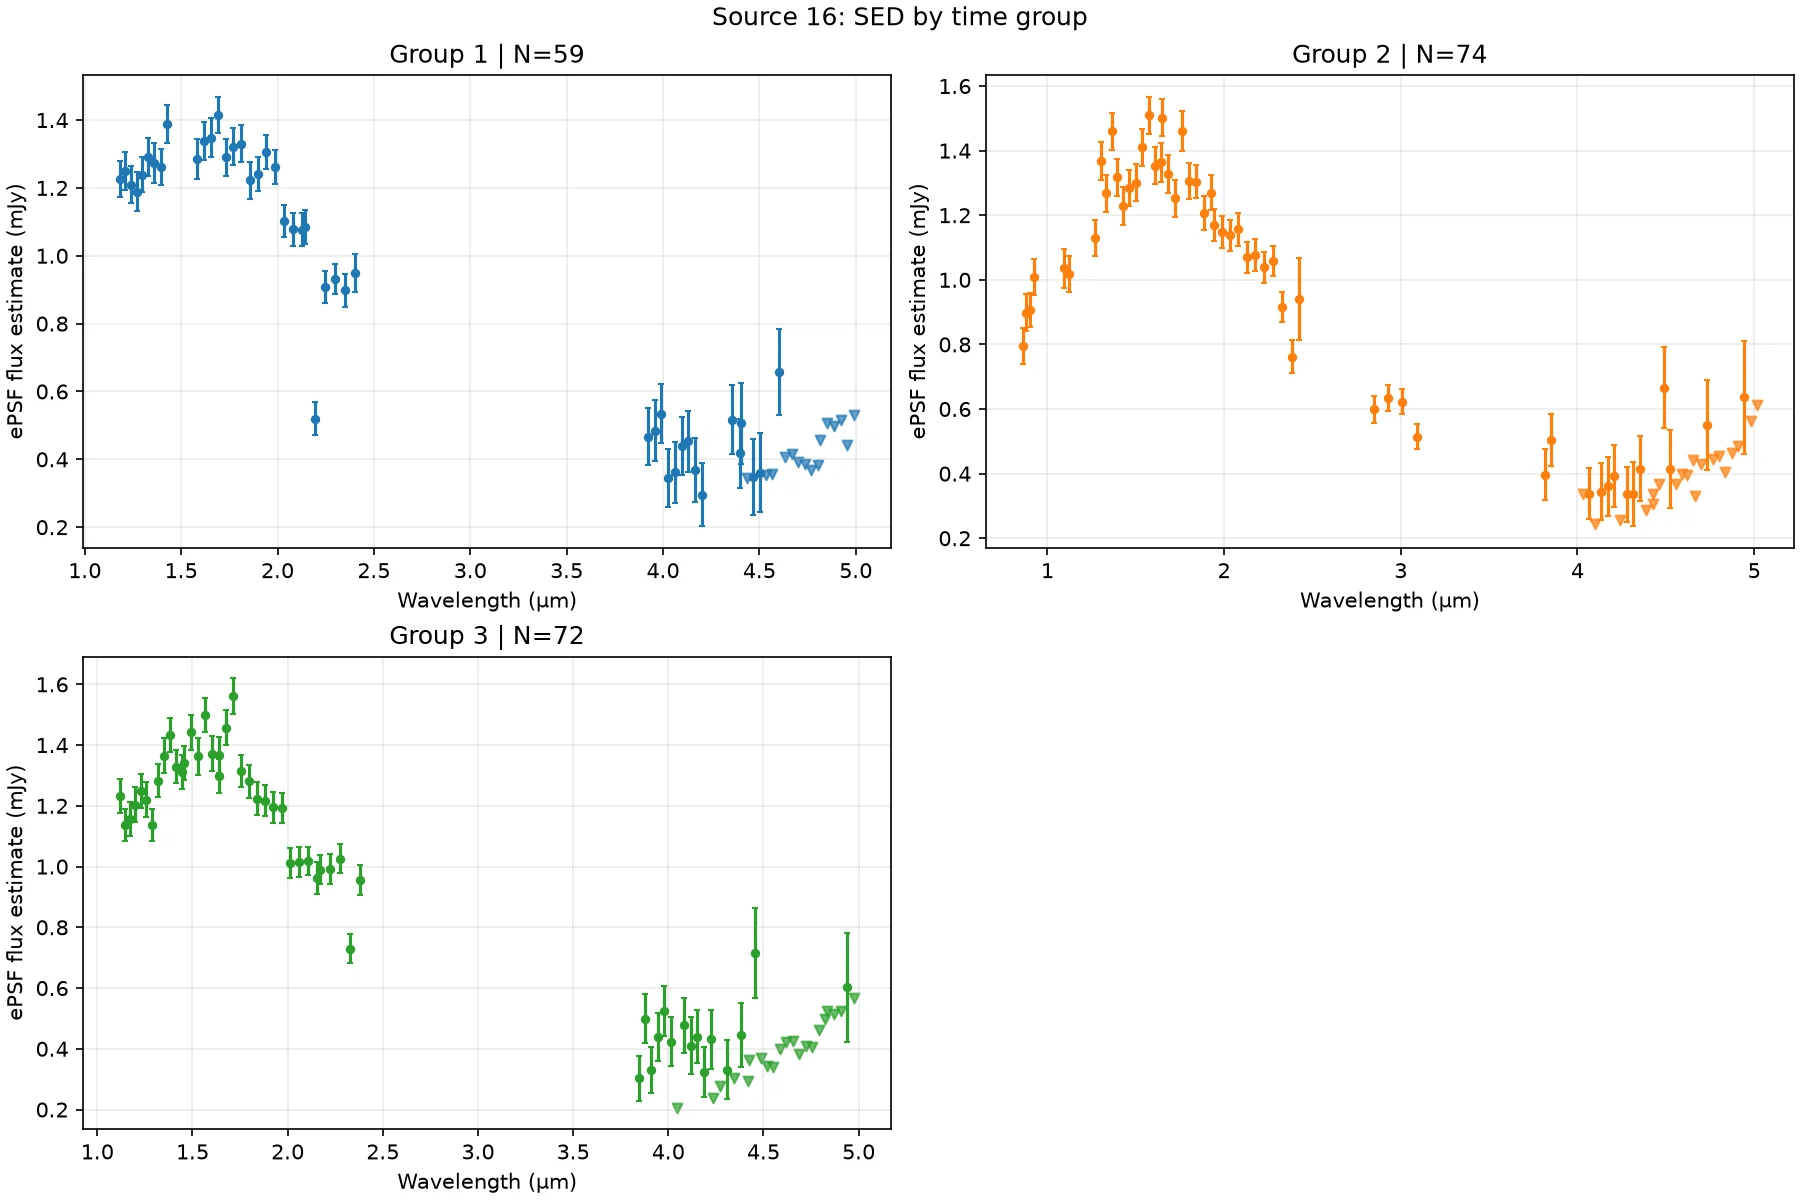 Source 16: SED by time group
Group 1 | N=59
ePSF flux estimate (mJy)
1.4
1.2
1.0
0.8
0.6
0.4
0.2
1.0 1.5 2.0 2.5 3.0 3.5 4.0 4.5 5.0
Wavelength (μm)
Group 2 | N=74
ePSF flux estimate (mJy)
1.6
1.4
1.2
1.0
0.8
0.6
0.4
0.2
1 2 3 4 5
Wavelength (μm)
Group 3 | N=72
ePSF flux estimate (mJy)
1.6
1.4
1.2
1.0
0.8
0.6
0.4
0.2
1.0 1.5 2.0 2.5 3.0 3.5 4.0 4.5 5.0
Wavelength (μm)